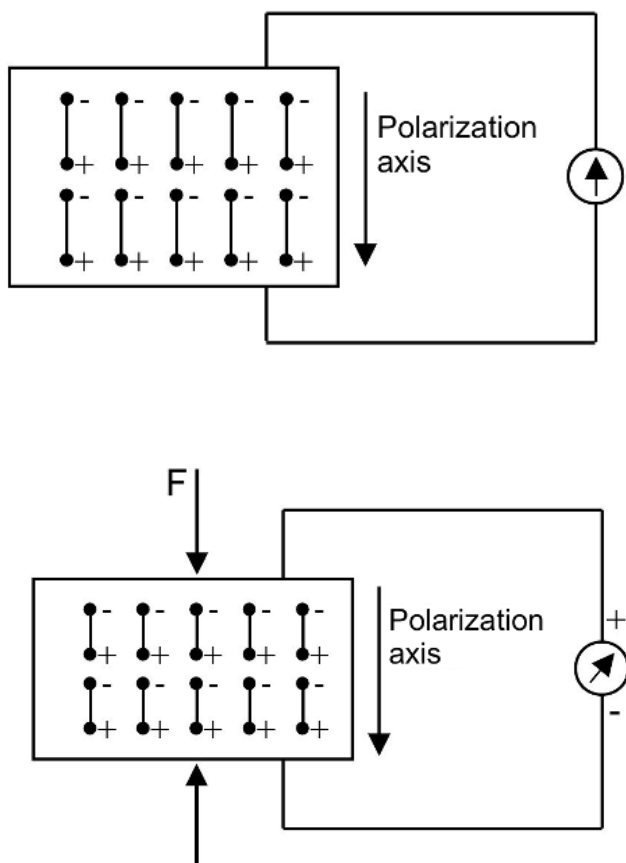 - - - - -
Polarization
axis
+ + + + +
- - - - -
+ + + + +
F
- - - - -
Polarization
axis
+
+ + + + +
- - - - -
+ + + + +
-